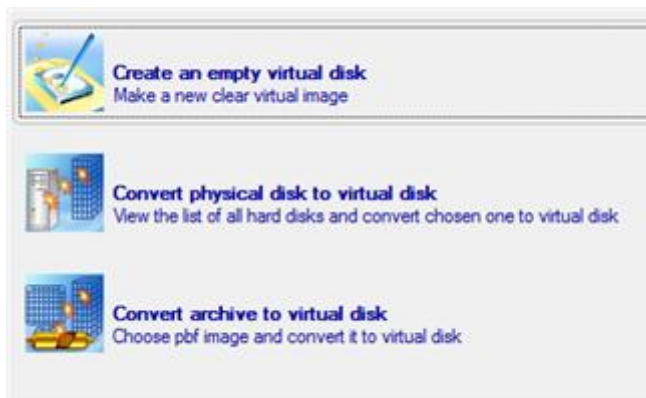 Create an empty virtual disk
Make a new clear virtual image
Convert physical disk to virtual disk
View the list of all hard disks and convert chosen one to virtual disk
Convert archive to virtual disk
Choose pbf image and convert it to virtual disk